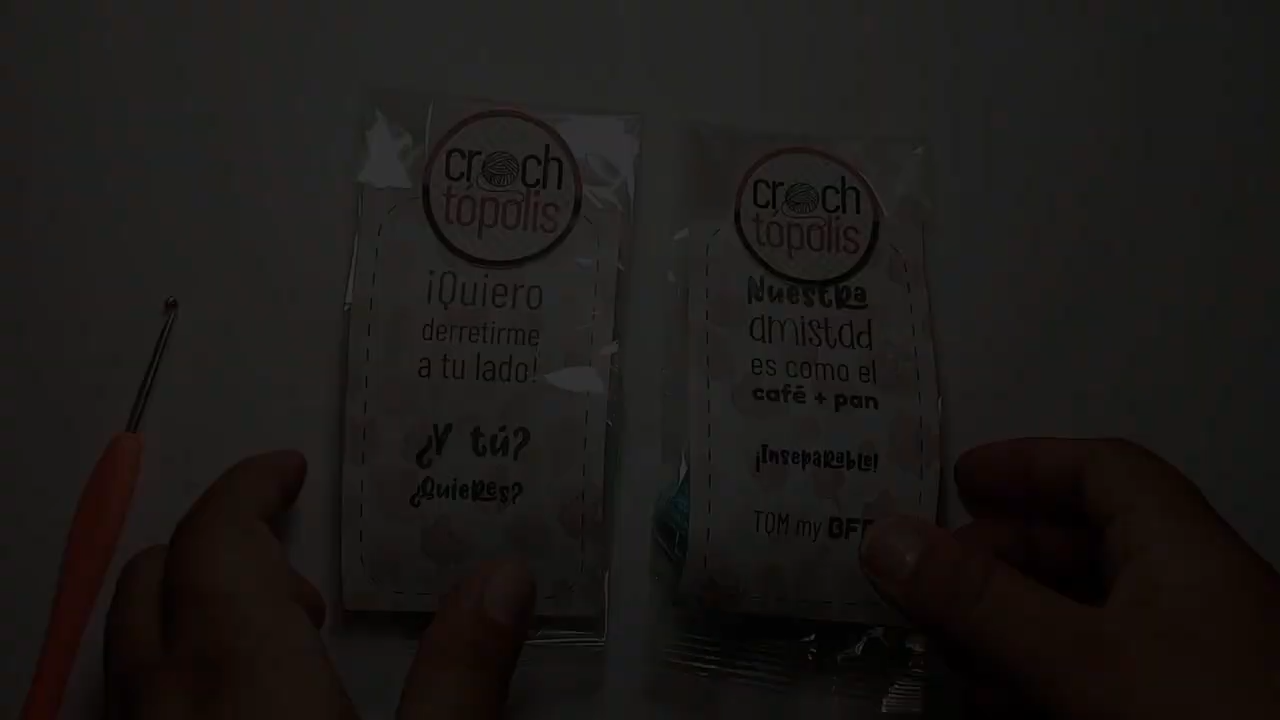 croch
tópolis
¡Quiero
derretirme
a tu lado!
¿Y tú?
¿Quieres?
croch
tópolis
Nuestra
amistad
es como el
café + pan
¡Inseparable!
TQM my BFF